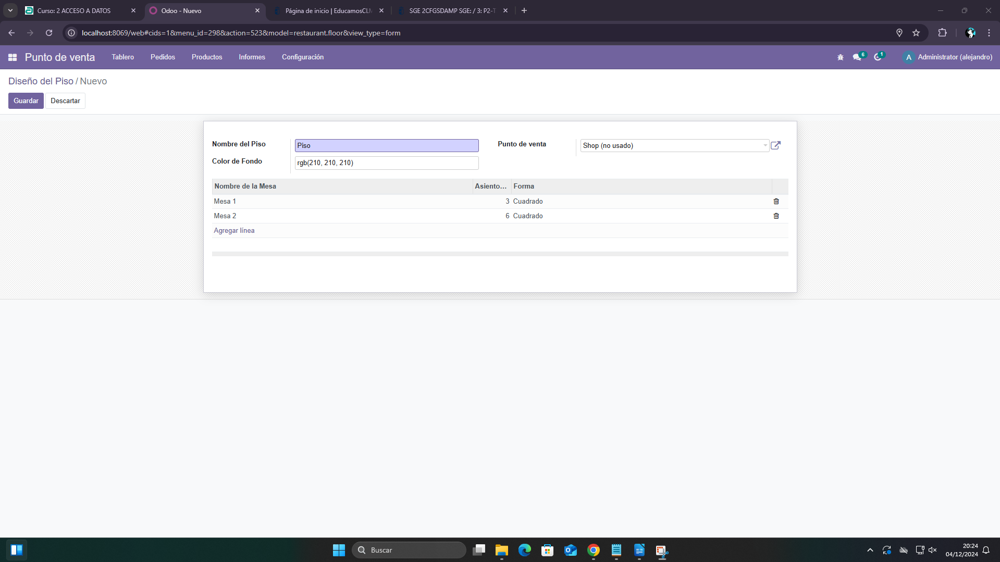 Curso: 2 ACCESO A DATOS
Odoo - Nuevo
Página de inicio | EducamosCLM
SGE 2CFGSDAMP SGE: / 3: P2-T
localhost:8069/web#cids=1&menu_id=298&action=523&model=restaurant.floor&view_type=form
Punto de venta
Tablero
Pedidos
Productos
Informes
Configuración
6
1
A
Administrator (alejandro)
Diseño del Piso / Nuevo
Guardar
Descartar
Nombre del Piso
Piso
Punto de venta
Shop (no usado)
Color de Fondo
rgb(210, 210, 210)
Nombre de la Mesa
Asiento...
Forma
Mesa 1
3
Cuadrado
Mesa 2
6
Cuadrado
Agregar línea
Buscar
20:24
04/12/2024